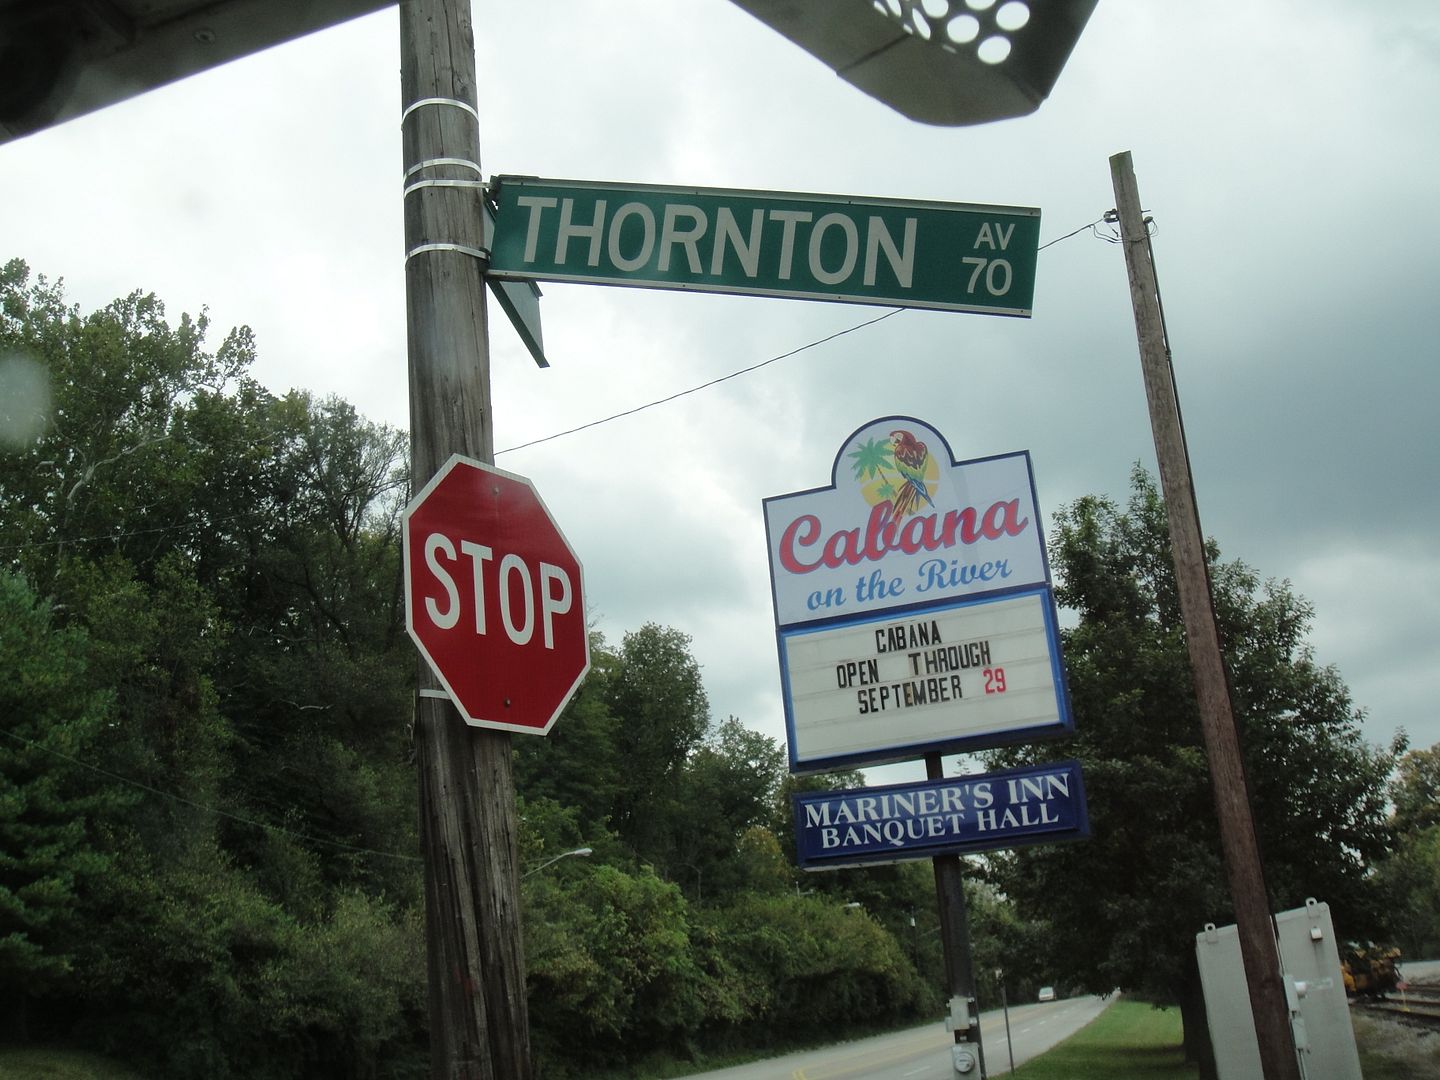 THORNTON AV
70
STOP
Cabana
on the River
CABANA
OPEN THROUGH
SEPTEMBER 29
MARINER'S INN
BANQUET HALL